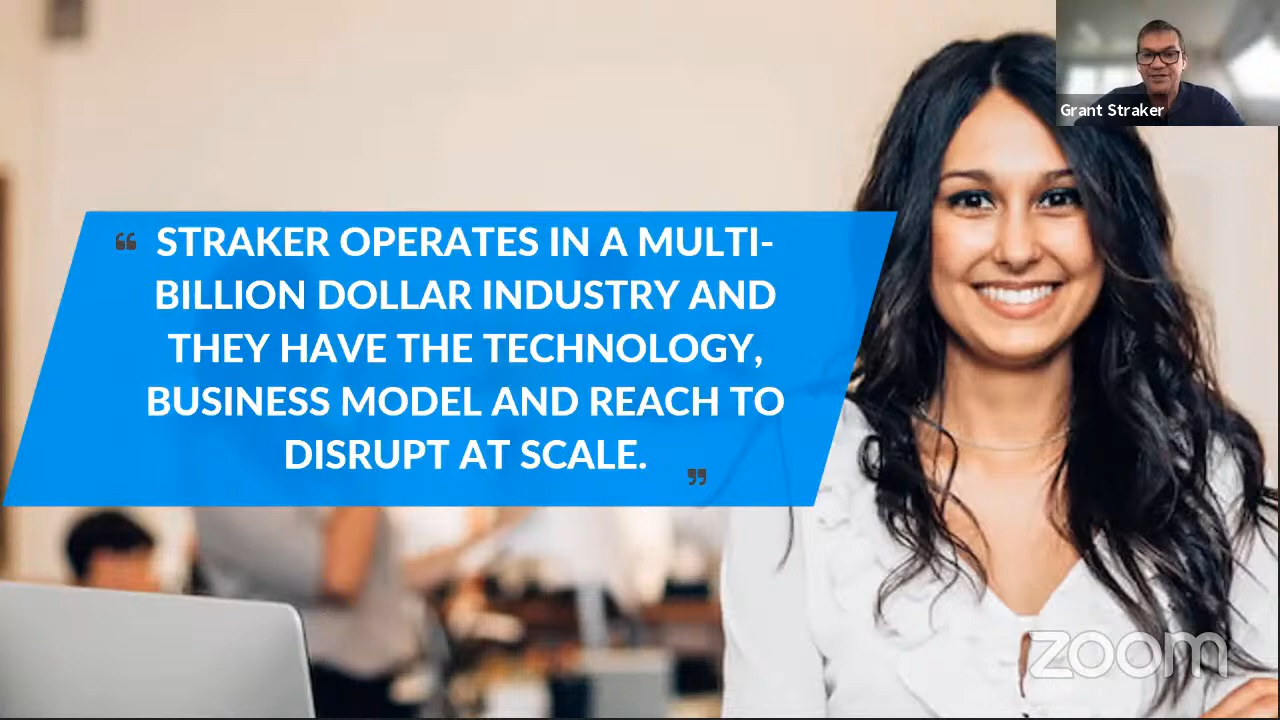 Grant Straker
“ STRAKER OPERATES IN A MULTI-
BILLION DOLLAR INDUSTRY AND
THEY HAVE THE TECHNOLOGY,
BUSINESS MODEL AND REACH TO
DISRUPT AT SCALE. ”
zoom